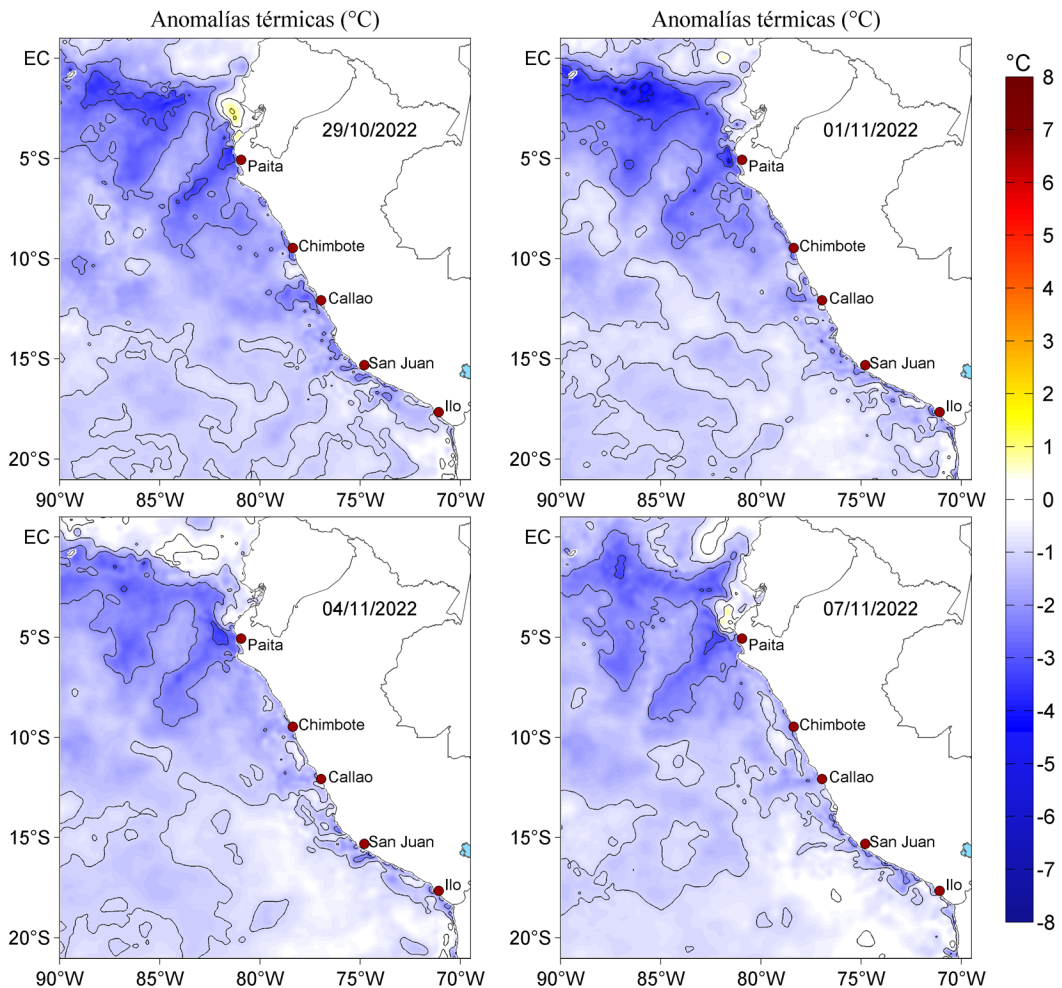 Anomalías térmicas (°C)
Anomalías térmicas (°C)
EC
5°S
10°S
15°S
20°S
90°W
85°W
80°W
75°W
70°W
29/10/2022
Paita
Chimbote
Callao
San Juan
Ilo
EC
5°S
10°S
15°S
20°S
90°W
85°W
80°W
75°W
70°W
01/11/2022
Paita
Chimbote
Callao
San Juan
Ilo
EC
5°S
10°S
15°S
20°S
90°W
85°W
80°W
75°W
70°W
04/11/2022
Paita
Chimbote
Callao
San Juan
Ilo
EC
5°S
10°S
15°S
20°S
90°W
85°W
80°W
75°W
70°W
07/11/2022
Paita
Chimbote
Callao
San Juan
Ilo
°C
8
7
6
5
4
3
2
1
0
-1
-2
-3
-4
-5
-6
-7
-8